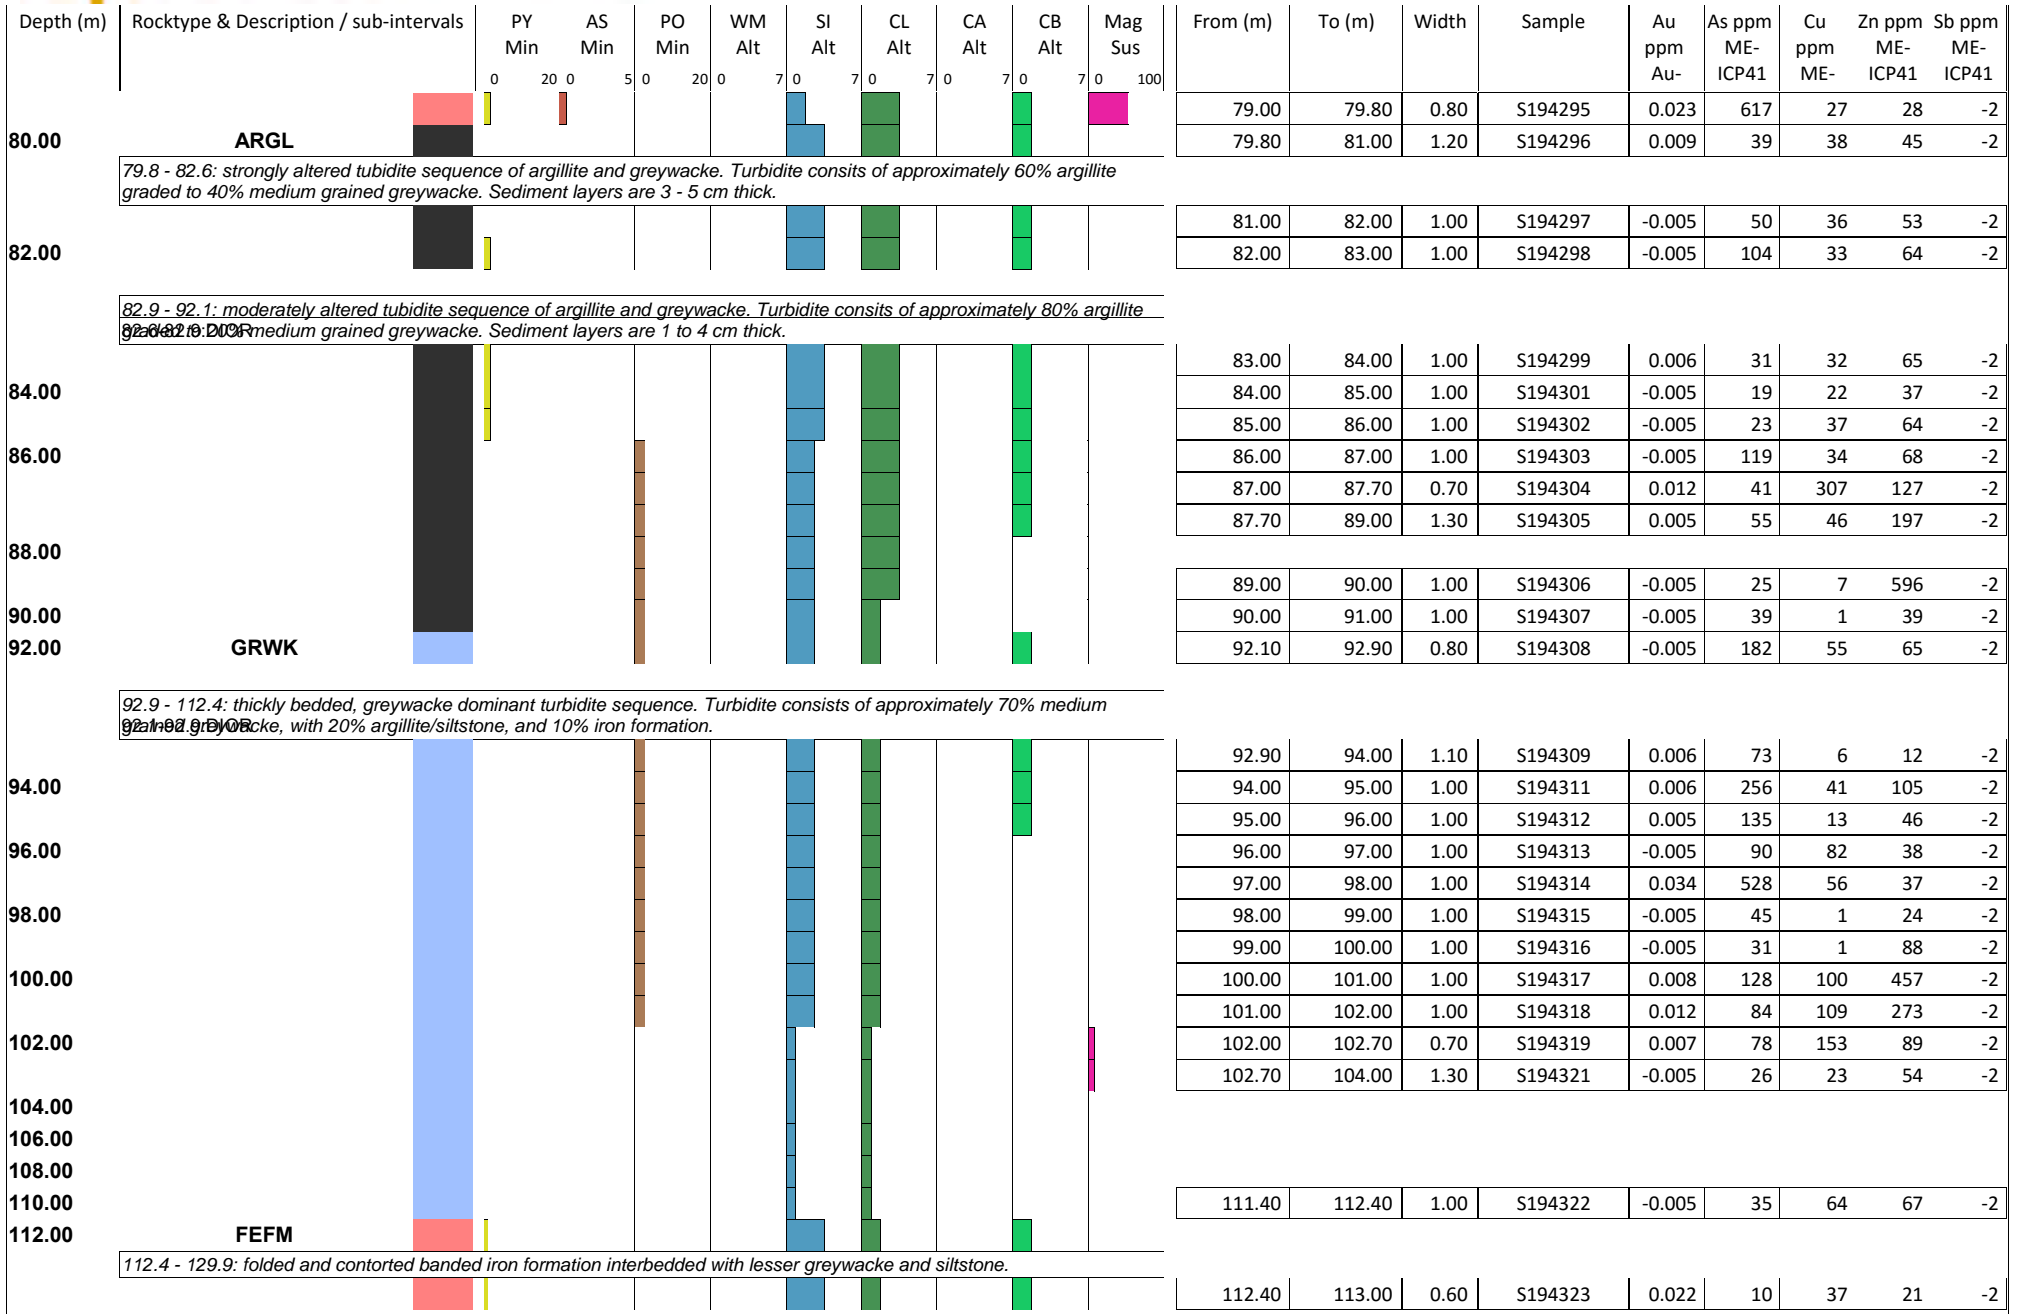 Depth (m) Rocktype & Description / sub-intervals PY AS PO WM SI CL CA CB Mag From (m) To (m) Width Sample Au As ppm Cu Zn ppm Sb ppm
Min Min Min Alt Alt Alt Alt Alt Sus ppm ME- ppm ME- ME-
Au- ICP41 ME- ICP41 ICP41
0 20 0 5 0 20 0 7 0 7 0 7 0 7 0 7 0 100
79.00 79.80 0.80 S194295 0.023 617 27 28 -2
80.00 ARGL 79.80 81.00 1.20 S194296 0.009 39 38 45 -2
79.8 - 82.6: strongly altered tubidite sequence of argillite and greywacke. Turbidite consits of approximately 60% argillite
graded to 40% medium grained greywacke. Sediment layers are 3 - 5 cm thick.
81.00 82.00 1.00 S194297 -0.005 50 36 53 -2
82.00 82.00 83.00 1.00 S194298 -0.005 104 33 64 -2
82.9 - 92.1: moderately altered tubidite sequence of argillite and greywacke. Turbidite consits of approximately 80% argillite
graded to 20% medium grained greywacke. Sediment layers are 1 to 4 cm thick.
82.6-82.9:DIOR
83.00 84.00 1.00 S194299 0.006 31 32 65 -2
84.00 84.00 85.00 1.00 S194301 -0.005 19 22 37 -2
85.00 86.00 1.00 S194302 -0.005 23 37 64 -2
86.00 86.00 87.00 1.00 S194303 -0.005 119 34 68 -2
87.00 87.70 0.70 S194304 0.012 41 307 127 -2
87.70 89.00 1.30 S194305 0.005 55 46 197 -2
88.00
89.00 90.00 1.00 S194306 -0.005 25 7 596 -2
90.00 90.00 91.00 1.00 S194307 -0.005 39 1 39 -2
92.00 GRWK 92.10 92.90 0.80 S194308 -0.005 182 55 65 -2
92.9 - 112.4: thickly bedded, greywacke dominant turbidite sequence. Turbidite consists of approximately 70% medium
grained greywacke, with 20% argillite/siltstone, and 10% iron formation.
92.1-92.9:DIOR
92.90 94.00 1.10 S194309 0.006 73 6 12 -2
94.00 94.00 95.00 1.00 S194311 0.006 256 41 105 -2
95.00 96.00 1.00 S194312 0.005 135 13 46 -2
96.00 96.00 97.00 1.00 S194313 -0.005 90 82 38 -2
97.00 98.00 1.00 S194314 0.034 528 56 37 -2
98.00 98.00 99.00 1.00 S194315 -0.005 45 1 24 -2
99.00 100.00 1.00 S194316 -0.005 31 1 88 -2
100.00 100.00 101.00 1.00 S194317 0.008 128 100 457 -2
101.00 102.00 1.00 S194318 0.012 84 109 273 -2
102.00 102.00 102.70 0.70 S194319 0.007 78 153 89 -2
102.70 104.00 1.30 S194321 -0.005 26 23 54 -2
104.00
106.00
108.00
110.00 111.40 112.40 1.00 S194322 -0.005 35 64 67 -2
112.00 FEFM
112.4 - 129.9: folded and contorted banded iron formation interbedded with lesser greywacke and siltstone.
112.40 113.00 0.60 S194323 0.022 10 37 21 -2